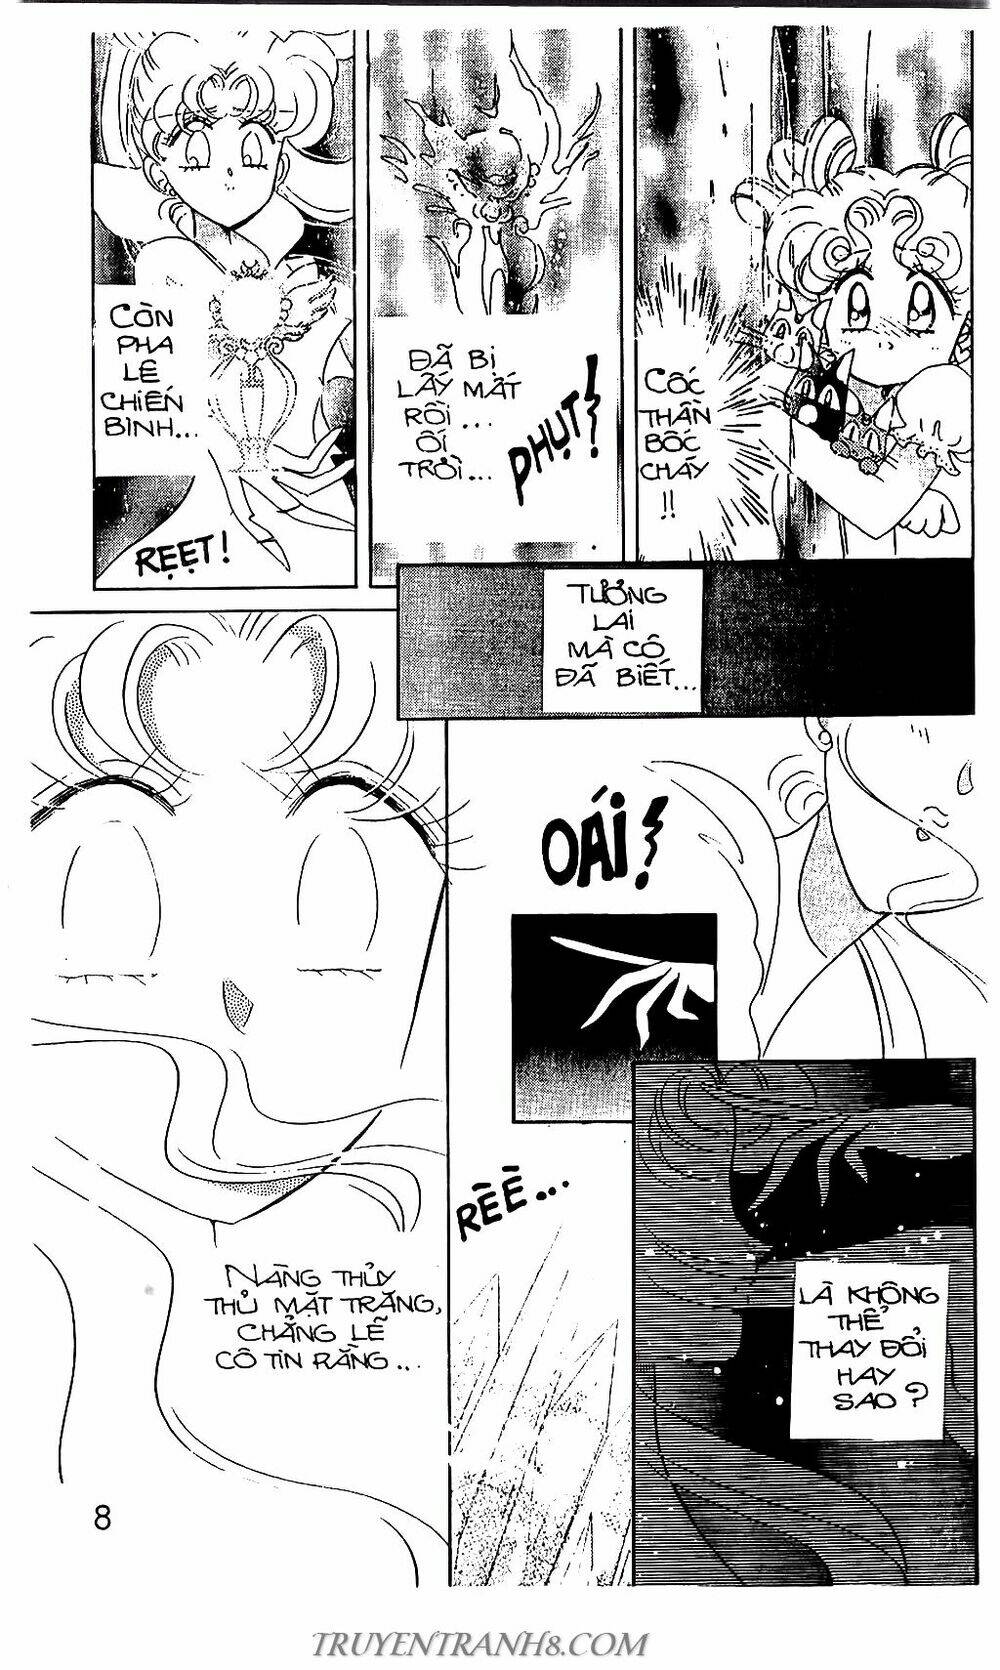 CỐC
THẦN
BỐC
CHÁY
!!
ĐÃ BỊ
LẤY MẤT
RỒI...
ỐI
TRỜI...
PHỤT!
CÒN
PHA
LÊ
CHIẾN
BINH...
RẸẸT!
TƯƠNG
LAI
MÀ CÔ
ĐÃ BIẾT...
OÁI!
NÀNG THỦY
THỦ MẶT TRĂNG,
CHẲNG LẼ
CÔ TIN RẰNG...
RÈÈ...
LÀ KHÔNG
THỂ
THAY ĐỔI
HAY
SAO?
8
TRUYENTRANH8.COM